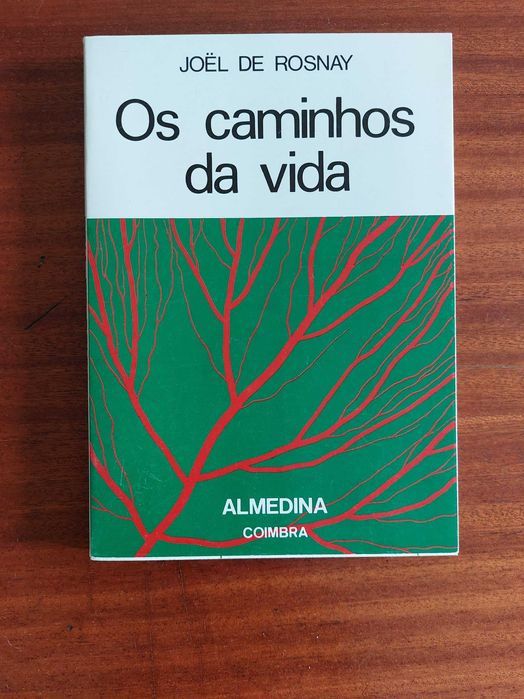 JOËL DE ROSNAY
Os caminhos
da vida
ALMEDINA
COIMBRA